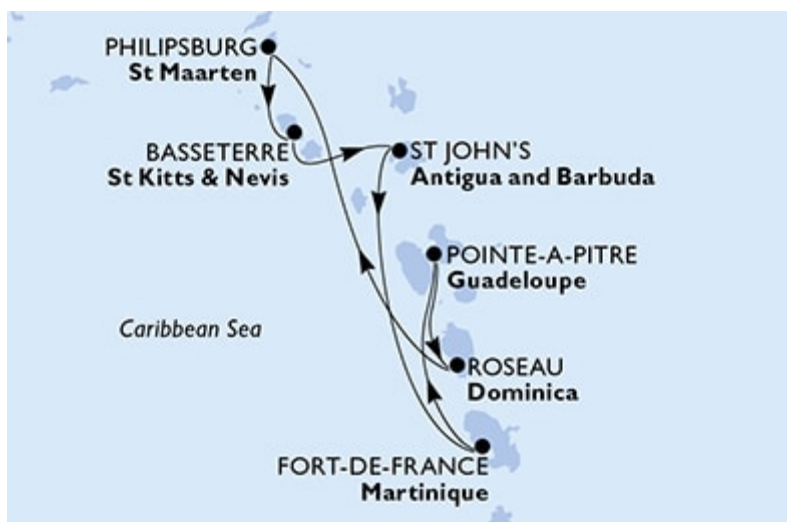 PHILIPSBURG
St Maarten
BASSETERRE
St Kitts & Nevis
ST JOHN'S
Antigua and Barbuda
POINTE-A-PITRE
Guadeloupe
Caribbean Sea
ROSEAU
Dominica
FORT-DE-FRANCE
Martinique